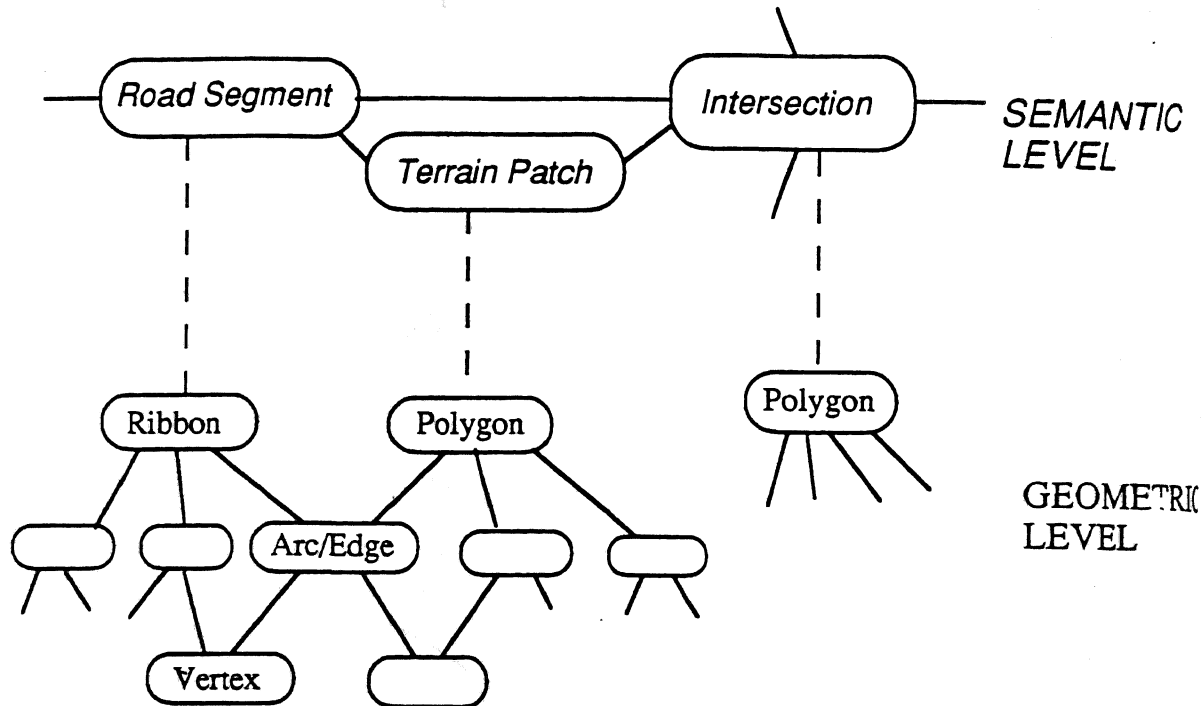 Road Segment
Intersection
SEMANTIC
LEVEL
Terrain Patch
Ribbon
Polygon
Polygon
Arc/Edge
GEOMETRIC
LEVEL
Vertex